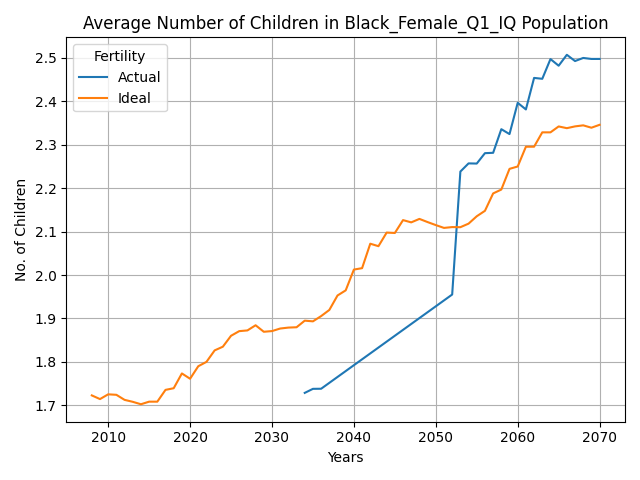 Average Number of Children in Black_Female_Q1_IQ Population
Fertility
Actual
Ideal
No. of Children
2.5
2.4
2.3
2.2
2.1
2.0
1.9
1.8
1.7
2010 2020 2030 2040 2050 2060 2070
Years